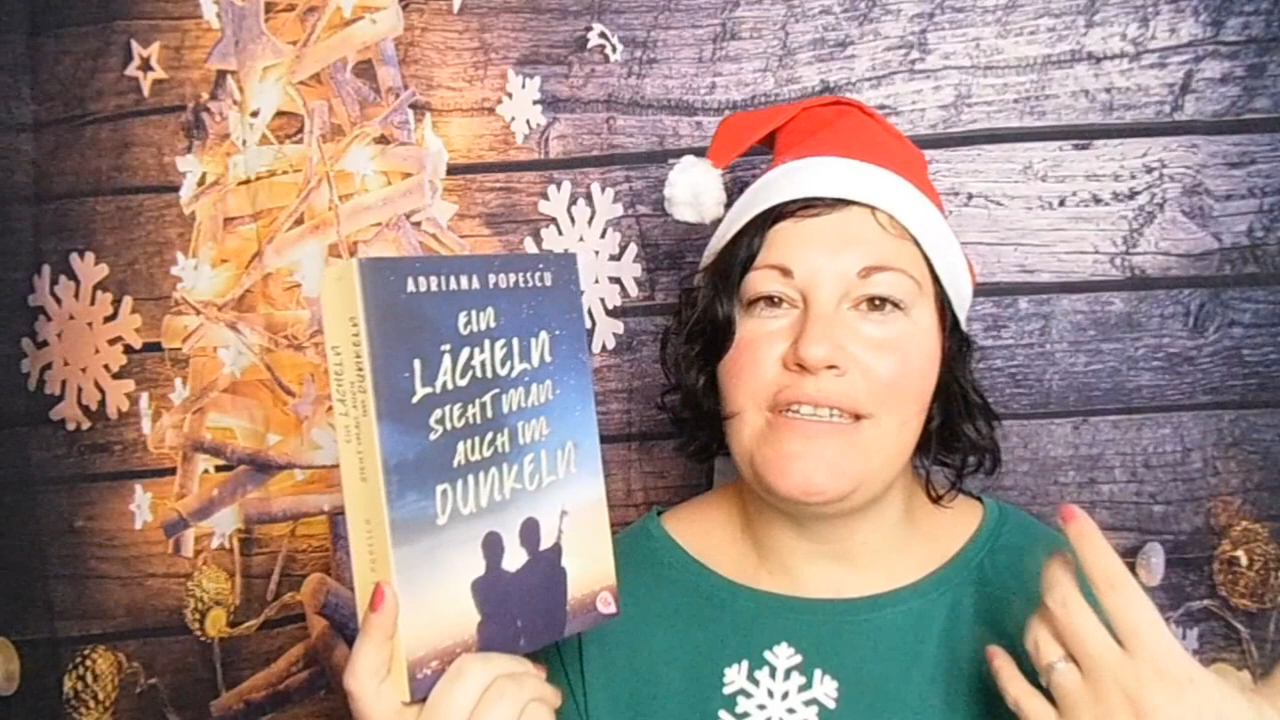 ADRIANA POPESCU
EIN
LÄCHELN
SIEHT MAN
AUCH IM
DUNKELN
EIN LÄCHELN
SIEHT MAN AUCH
IM DUNKELN
POPESCU